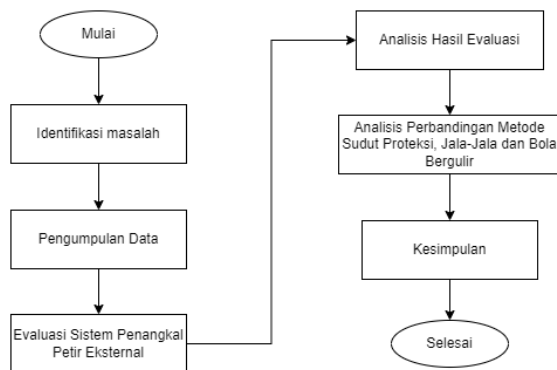 Mulai
Identifikasi masalah
Pengumpulan Data
Evaluasi Sistem Penangkal
Petir Eksternal
Analisis Hasil Evaluasi
Analisis Perbandingan Metode
Sudut Proteksi, Jala-Jala dan Bola
Bergulir
Kesimpulan
Selesai